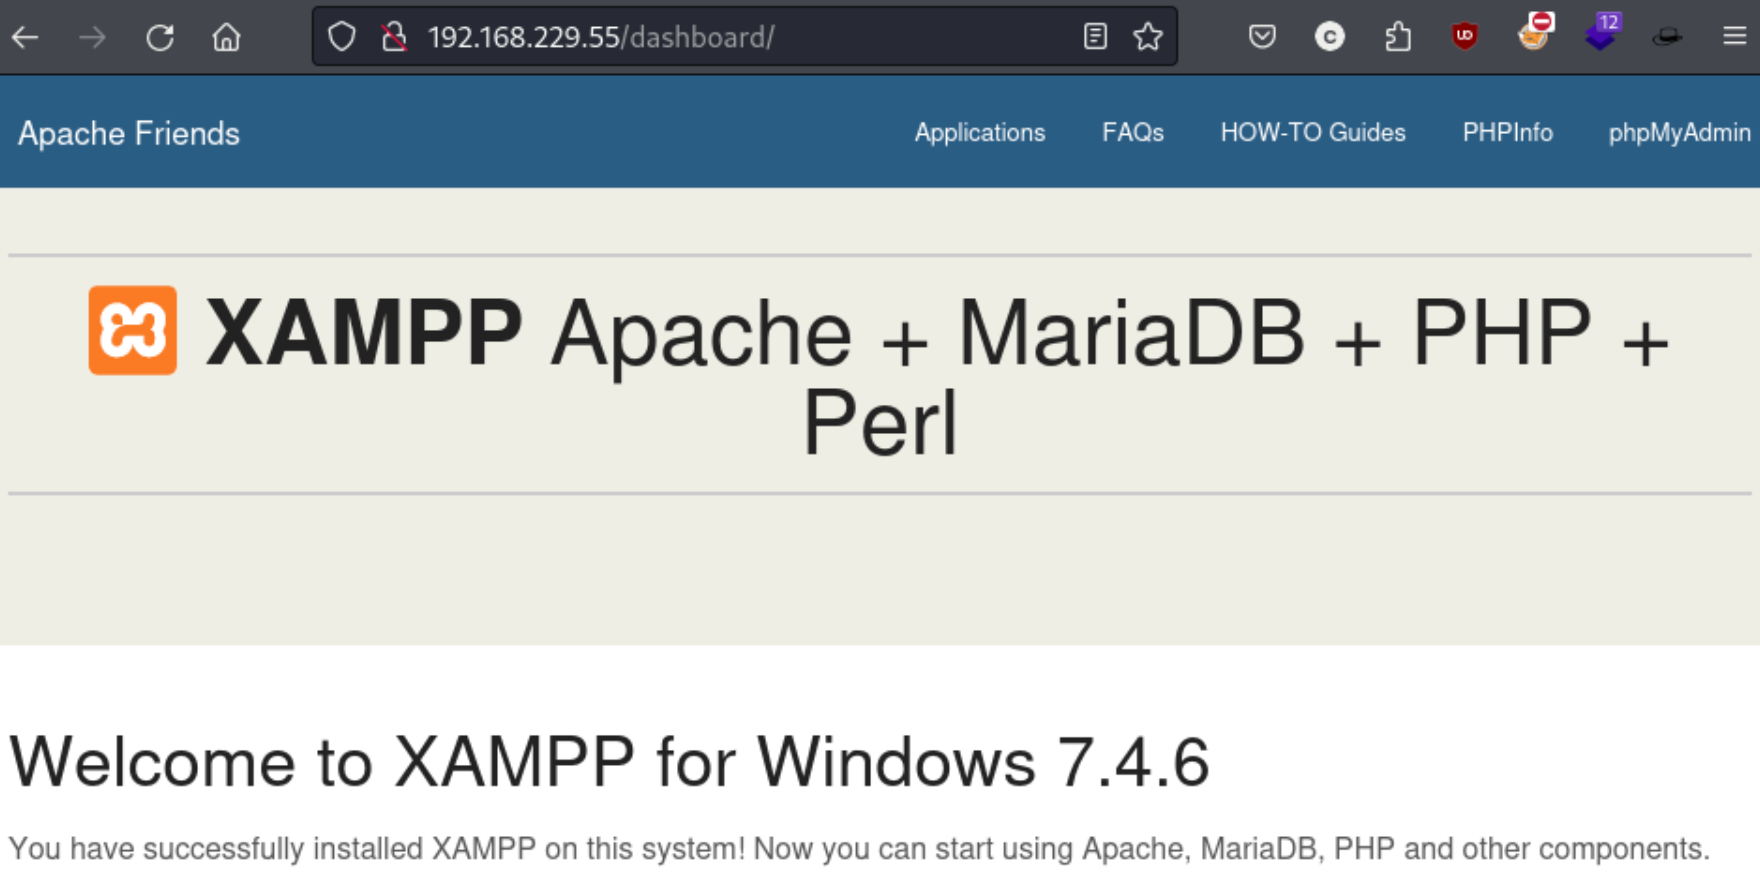 192.168.229.55/dashboard/
12
Apache Friends
Applications
FAQs
HOW-TO Guides
PHPInfo
phpMyAdmin
XAMPP Apache + MariaDB + PHP +
Perl
Welcome to XAMPP for Windows 7.4.6
You have successfully installed XAMPP on this system! Now you can start using Apache, MariaDB, PHP and other components.